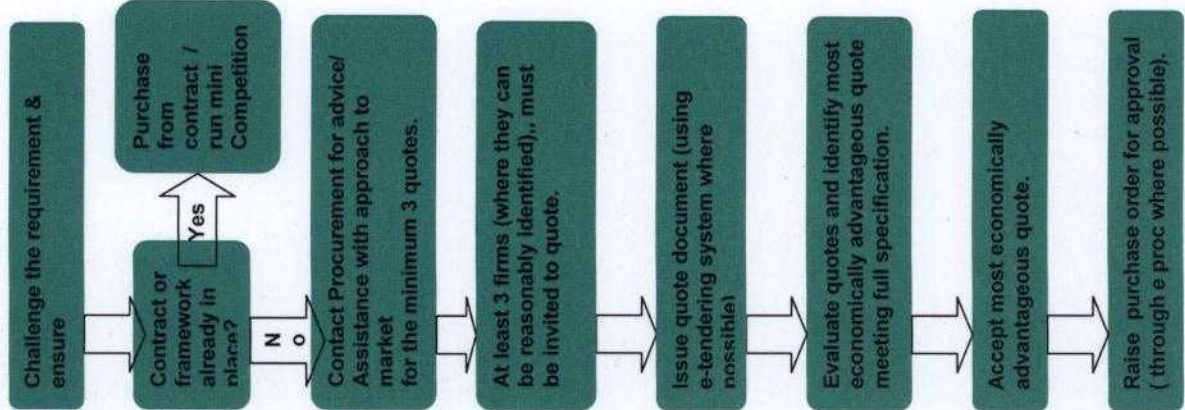 Challenge the requirement &
ensure
Contract or
framework
already in
place?
Yes
Purchase
from
contract /
run mini
Competition
N
o
Contact Procurement for advice/
Assistance with approach to
market
for the minimum 3 quotes.
At least 3 firms (where they can
be reasonably identified),, must
be invited to quote.
Issue quote document (using
e-tendering system where
possible)
Evaluate quotes and identify most
economically advantageous quote
meeting full specification.
Accept most economically
advantageous quote.
Raise purchase order for approval
( through e proc where possible).